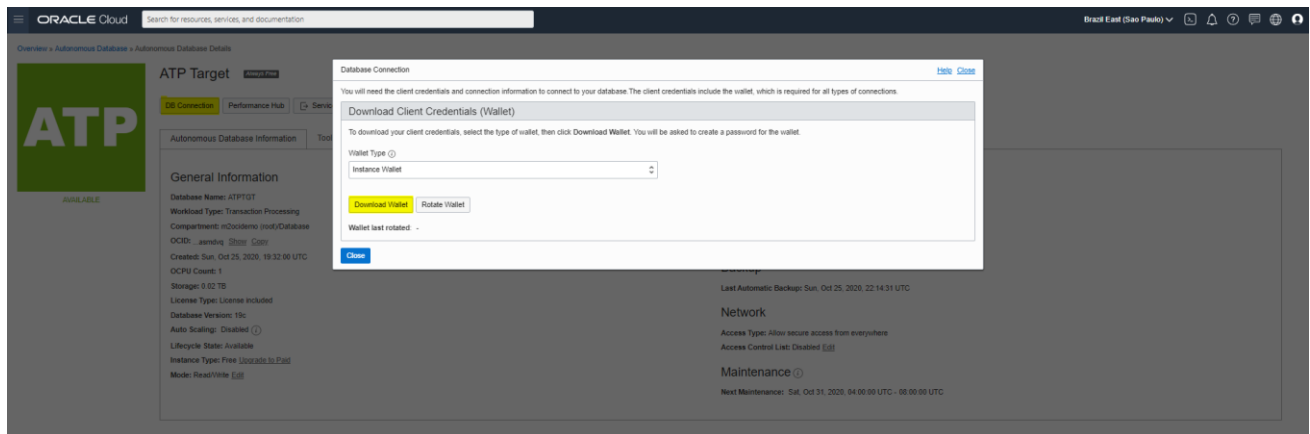 ORACLE Cloud
Search for resources, services, and documentation
Brazil East (Sao Paulo)
Overview » Autonomous Database » Autonomous Database Details
ATP
AVAILABLE
ATP Target
Always Free
DB Connection
Performance Hub
Servic
Autonomous Database Information
Tool
General Information
Database Name: ATPTGT
Workload Type: Transaction Processing
Compartment: m2ocidemo (root)/Database
OCID: Show Copy
Created: Sun, Oct 25, 2020, 19:32:00 UTC
OCPU Count: 1
Storage: 0.02 TB
License Type: License included
Database Version: 19c
Auto Scaling: Disabled
Lifecycle State: Available
Instance Type: Free Upgrade to Paid
Mode: Read/Write Edit
Database Connection
Help Close
You will need the client credentials and connection information to connect to your database.The client credentials include the wallet, which is required for all types of connections.
Download Client Credentials (Wallet)
To download your client credentials, select the type of wallet, then click Download Wallet. You will be asked to create a password for the wallet.
Wallet Type
Instance Wallet
Download Wallet
Rotate Wallet
Wallet last rotated: -
Close
Backup
Last Automatic Backup: Sun, Oct 25, 2020, 22:14:31 UTC
Network
Access Type: Allow secure access from everywhere
Access Control List: Disabled Edit
Maintenance
Next Maintenance: Sat, Oct 31, 2020, 04:00:00 UTC - 08:00:00 UTC